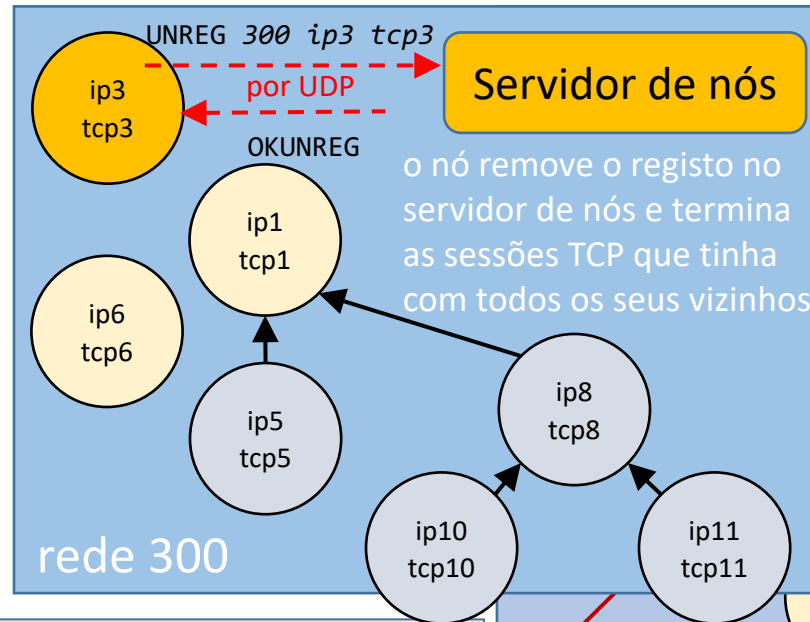 UNREG 300 ip3 tcp3
por UDP
OKUNREG
Servidor de nós
ip3
tcp3
o nó remove o registo no
servidor de nós e termina
as sessões TCP que tinha
com todos os seus vizinhos
ip1
tcp1
ip6
tcp6
ip5
tcp5
ip8
tcp8
ip10
tcp10
ip11
tcp11
rede 300